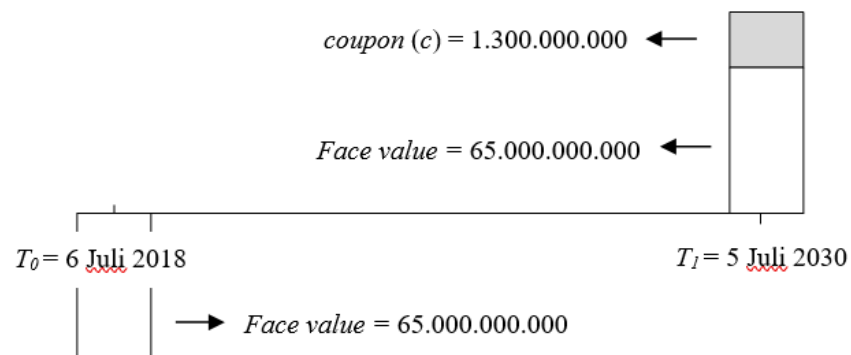 coupon (c) = 1.300.000.000
Face value = 65.000.000.000
T₀ = 6 Juli 2018
T₁ = 5 Juli 2030
Face value = 65.000.000.000